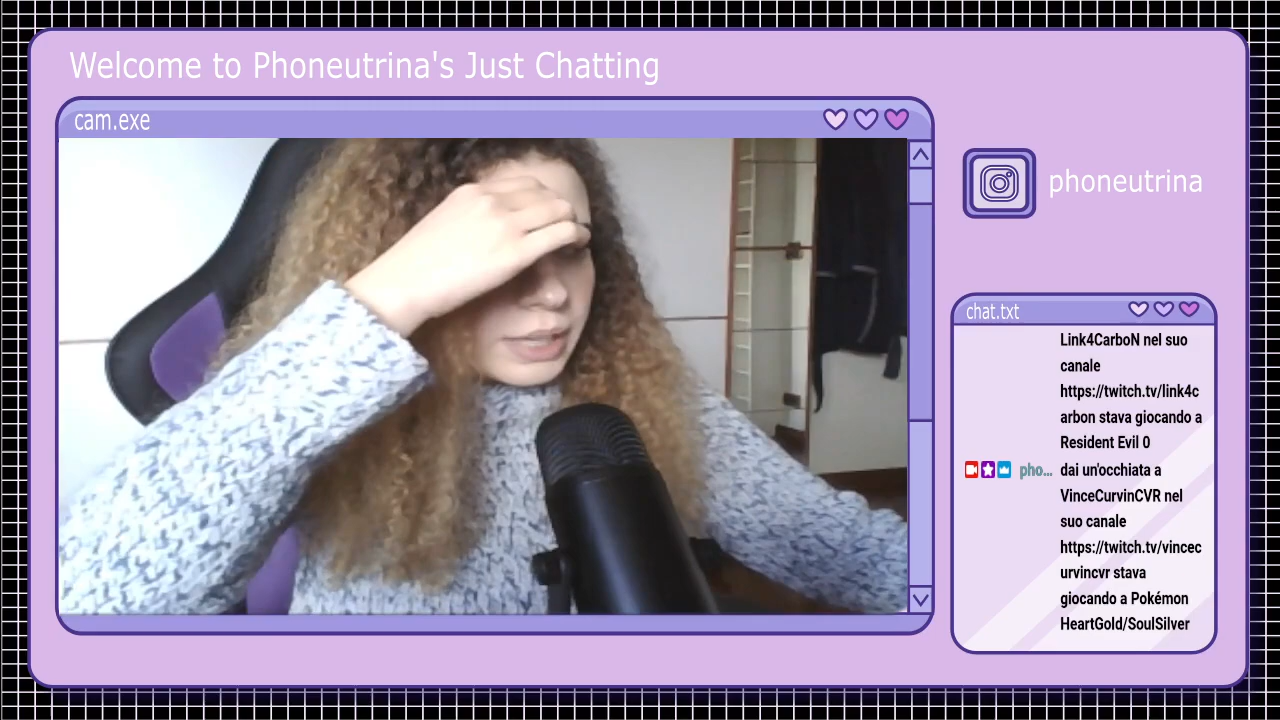 Welcome to Phoneutrina's Just Chatting
cam.exe
phoneutrina
chat.txt
Link4CarboN nel suo
canale
https://twitch.tv/link4c
arbon stava giocando a
Resident Evil 0
pho... dai un'occhiata a
VinceCurvinCVR nel
suo canale
https://twitch.tv/vincec
urvincvr stava
giocando a Pokémon
HeartGold/SoulSilver